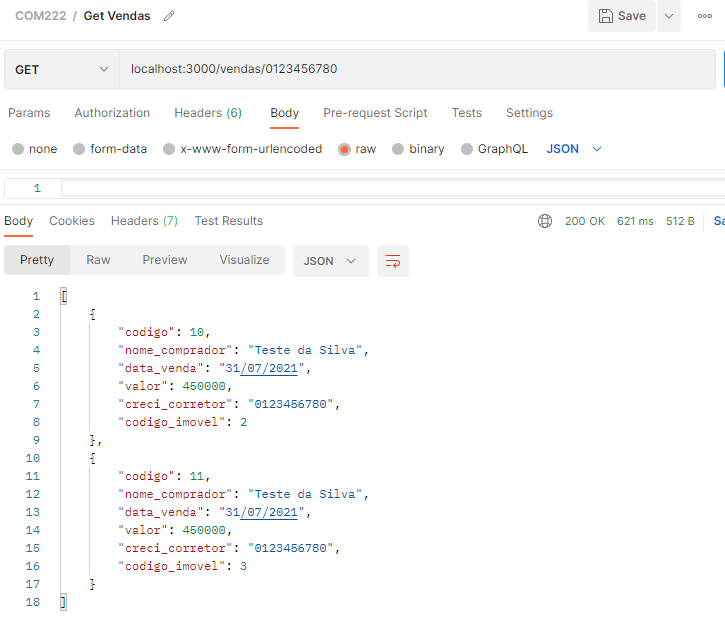 COM222 / Get Vendas Save
GET localhost:3000/vendas/0123456780
Params Authorization Headers (6) Body Pre-request Script Tests Settings
none form-data x-www-form-urlencoded raw binary GraphQL JSON
1
Body Cookies Headers (7) Test Results 200 OK 621 ms 512 B Sa
Pretty Raw Preview Visualize JSON
1 [
2 {
3 "codigo": 10,
4 "nome_comprador": "Teste da Silva",
5 "data_venda": "31/07/2021",
6 "valor": 450000,
7 "creci_corretor": "0123456780",
8 "codigo_imovel": 2
9 },
10 {
11 "codigo": 11,
12 "nome_comprador": "Teste da Silva",
13 "data_venda": "31/07/2021",
14 "valor": 450000,
15 "creci_corretor": "0123456780",
16 "codigo_imovel": 3
17 }
18 ]